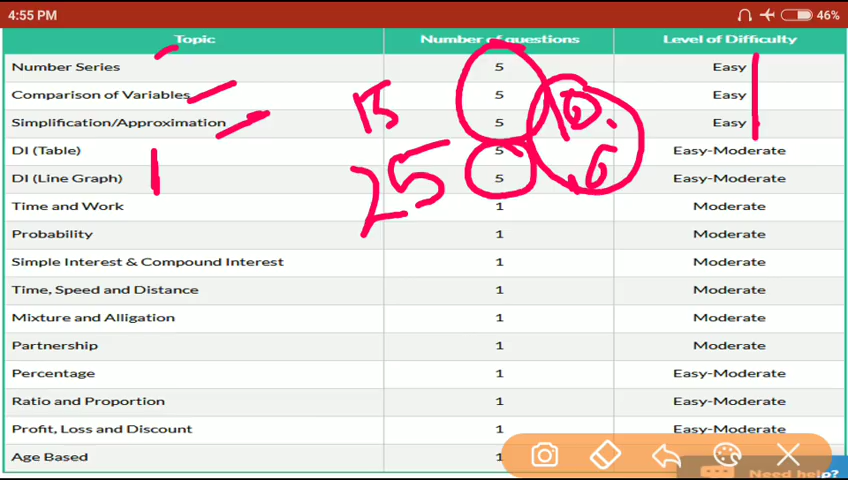 4:55 PM 46%
Topic Number of questions Level of Difficulty
Number Series 5 Easy
Comparison of Variables 5 Easy
Simplification/Approximation 5 Easy
DI (Table) 5 Easy-Moderate
DI (Line Graph) 5 Easy-Moderate
Time and Work 1 Moderate
Probability 1 Moderate
Simple Interest & Compound Interest 1 Moderate
Time, Speed and Distance 1 Moderate
Mixture and Alligation 1 Moderate
Partnership 1 Moderate
Percentage 1 Easy-Moderate
Ratio and Proportion 1 Easy-Moderate
Profit, Loss and Discount 1 Easy-Moderate
Age Based 1
Need help?
15
25